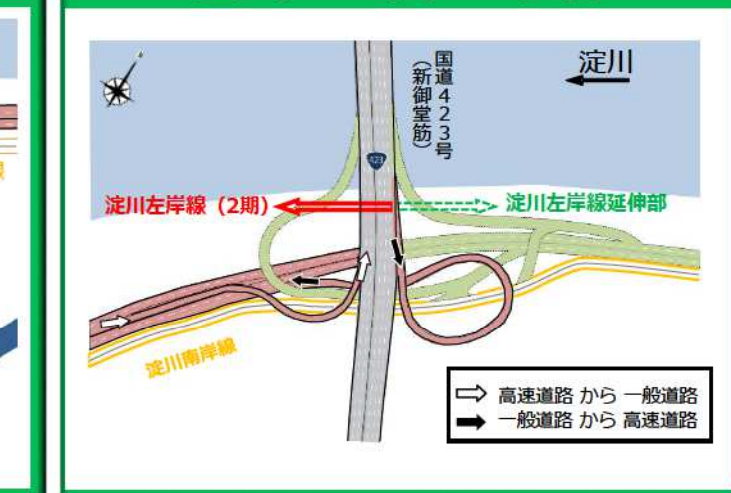 国道423号
(新御堂筋)
淀川
423
淀川左岸線(2期)
淀川左岸線延伸部
淀川南岸線
高速道路 から 一般道路
一般道路 から 高速道路